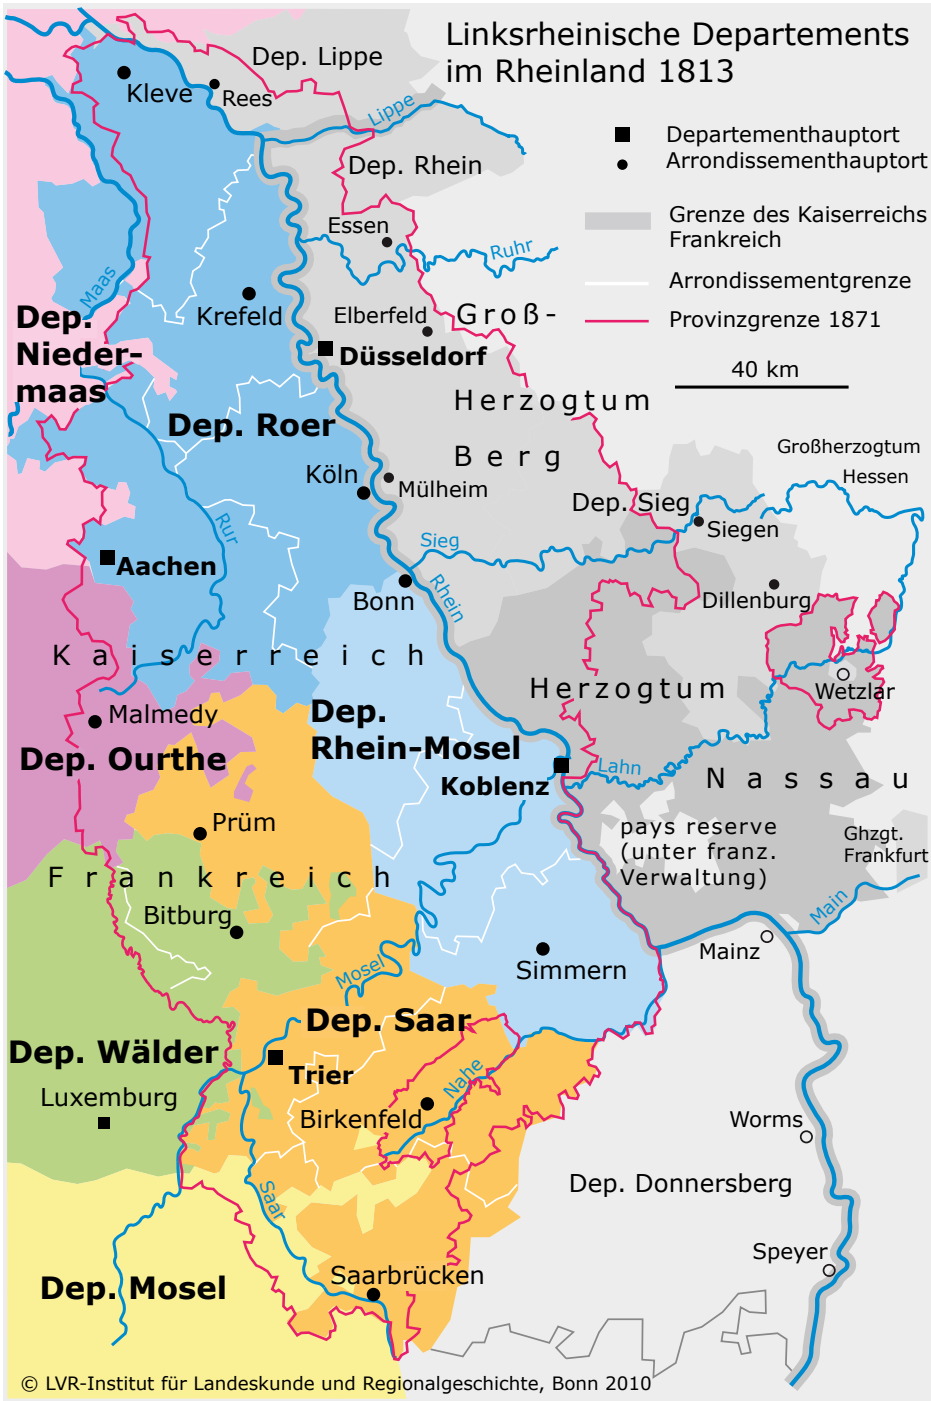 Linksrheinische Departements
im Rheinland 1813
Departementhauptort
Arrondissementhauptort
Grenze des Kaiserreichs
Frankreich
Arrondissementgrenze
Provinzgrenze 1871
40 km
Dep. Lippe
Kleve
Rees
Lippe
Dep. Rhein
Essen
Ruhr
Maas
Krefeld
Elberfeld
Groß-
Dep.
Nieder-
maas
Düsseldorf
Herzogtum
Berg
Dep. Roer
Großherzogtum
Hessen
Köln
Mülheim
Dep. Sieg
Siegen
Rur
Sieg
Aachen
Rhein
Bonn
Dillenburg
Kaiserreich
Herzogtum
Wetzlar
Malmedy
Dep.
Rhein-Mosel
Dep. Ourthe
Koblenz
Lahn
Nassau
Prüm
pays reserve
(unter franz.
Verwaltung)
Ghzgt.
Frankfurt
Frankreich
Bitburg
Main
Mainz
Mosel
Simmern
Dep. Saar
Dep. Wälder
Trier
Nahe
Luxemburg
Birkenfeld
Worms
Saar
Dep. Donnersberg
Speyer
Dep. Mosel
Saarbrücken
© LVR-Institut für Landeskunde und Regionalgeschichte, Bonn 2010